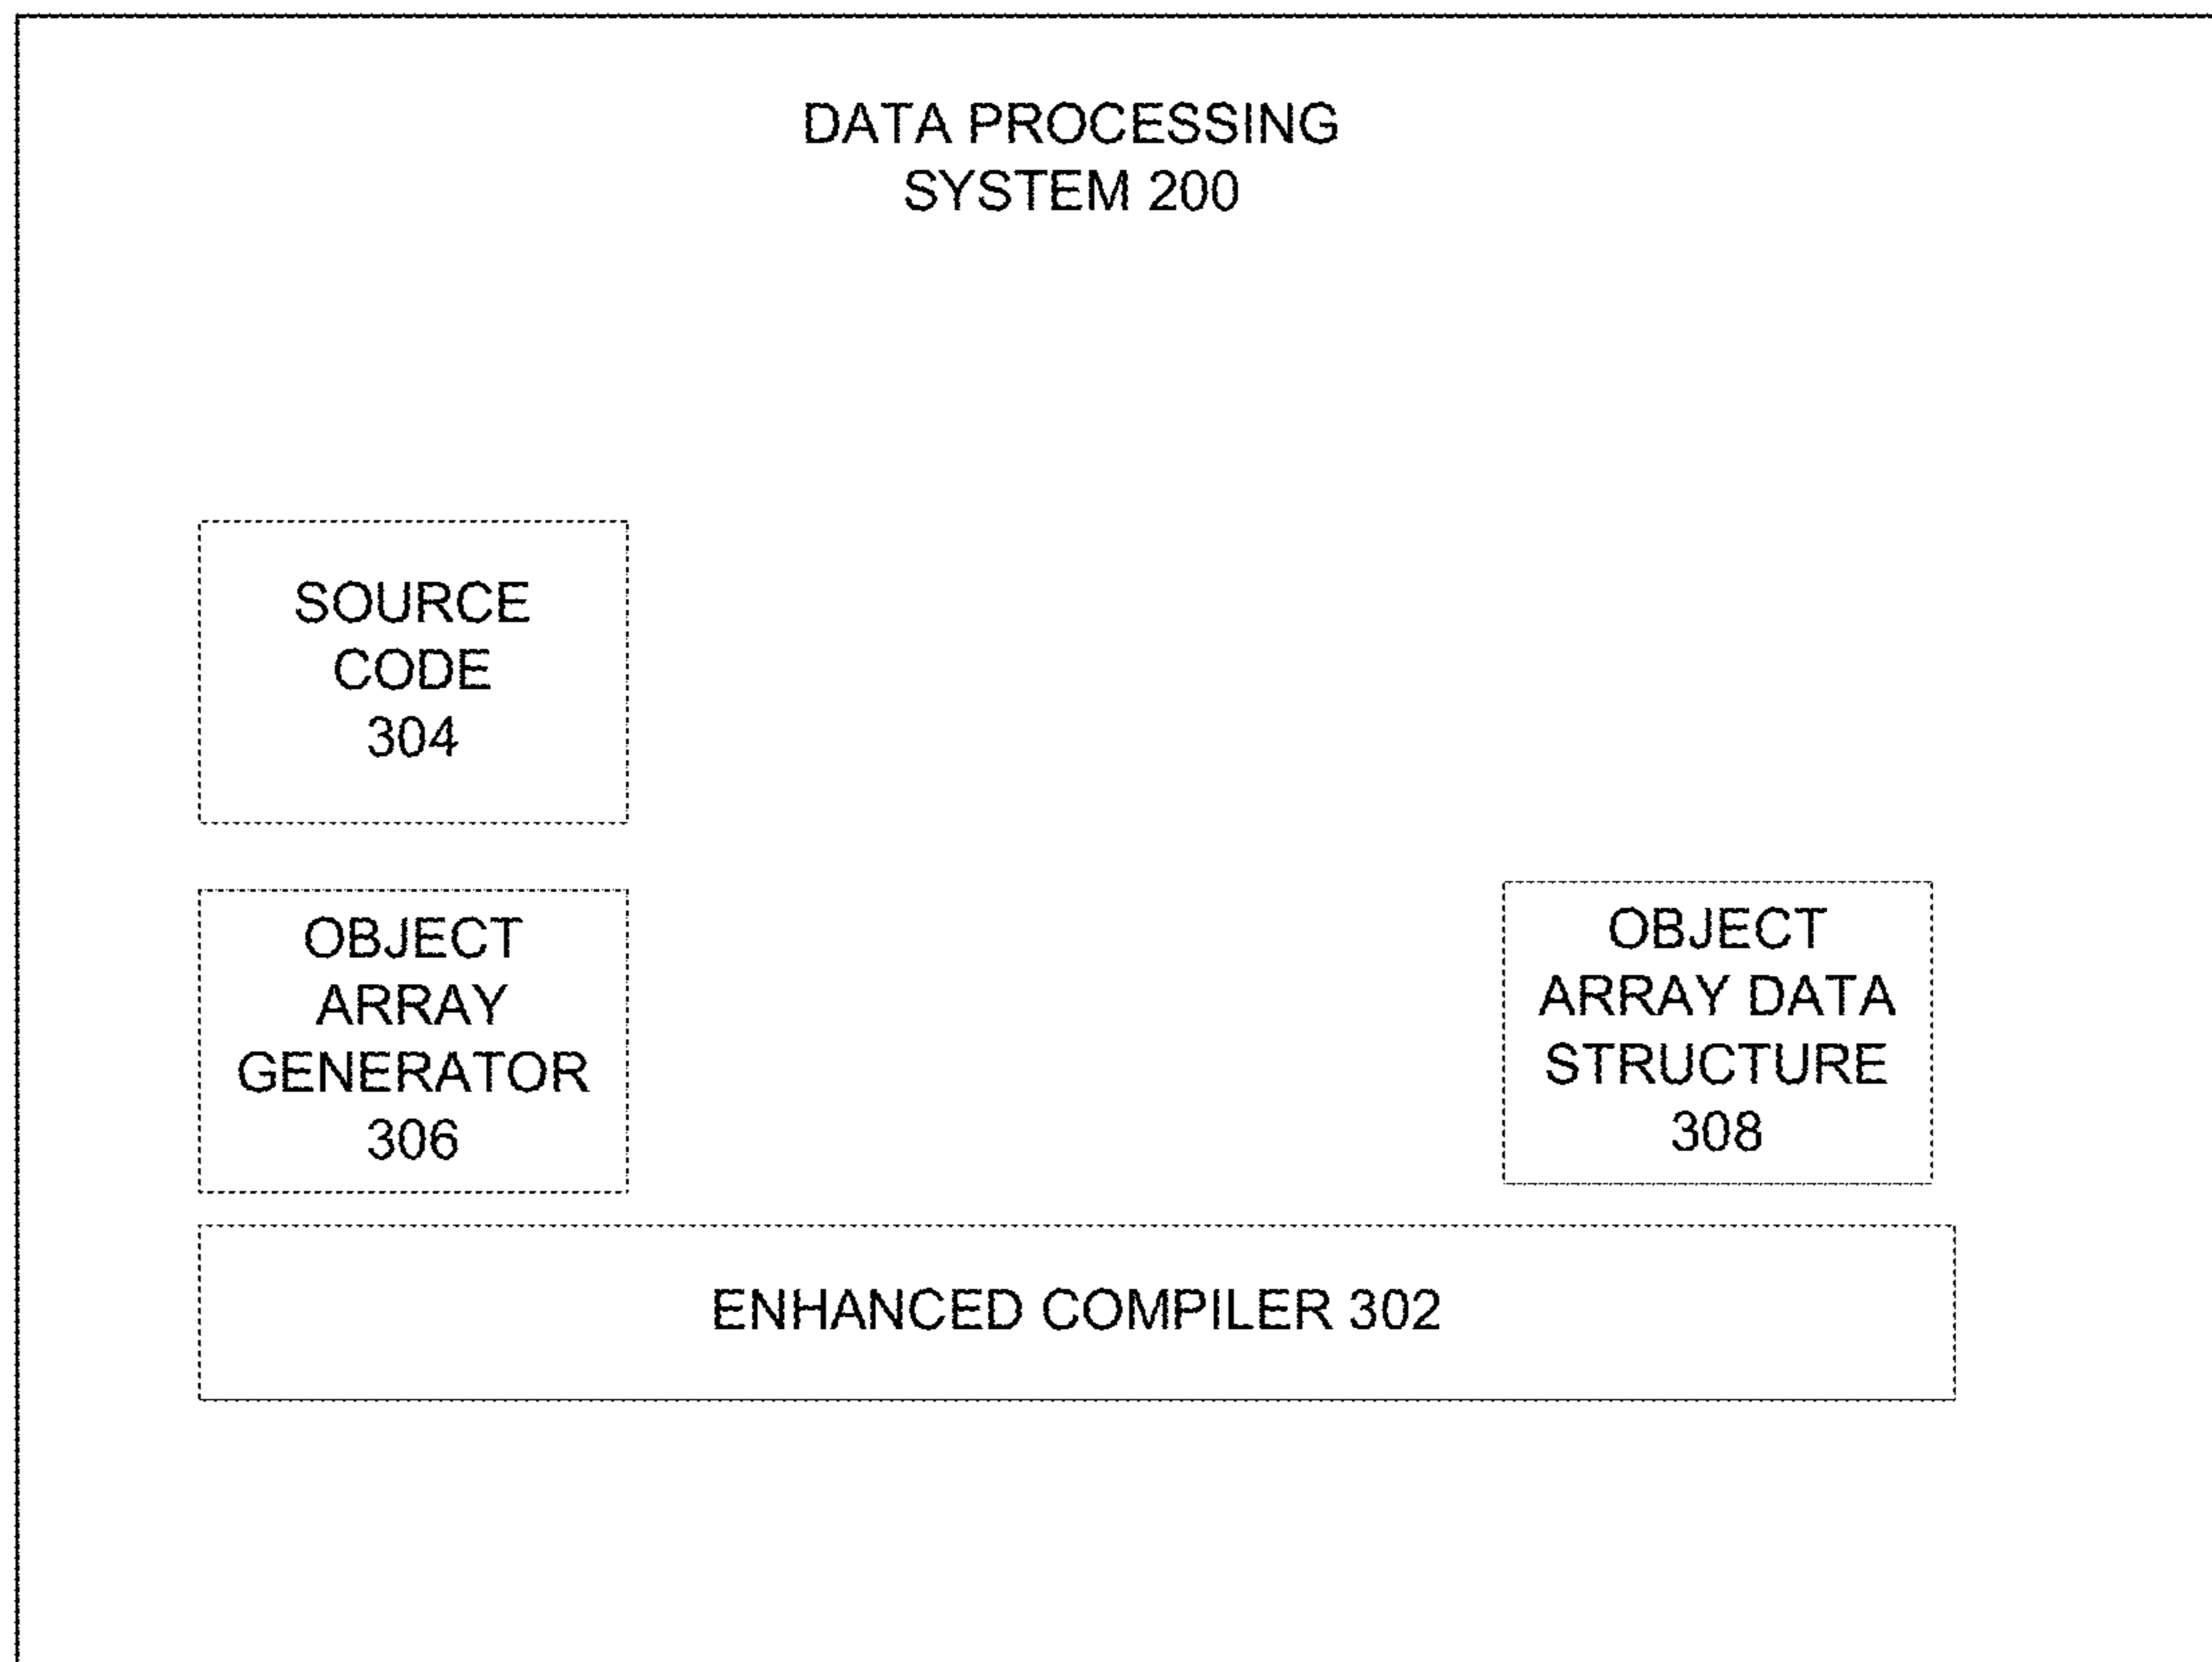 DATA PROCESSING
SYSTEM 200
SOURCE
CODE
304
OBJECT
ARRAY
GENERATOR
306
OBJECT
ARRAY DATA
STRUCTURE
308
ENHANCED COMPILER 302